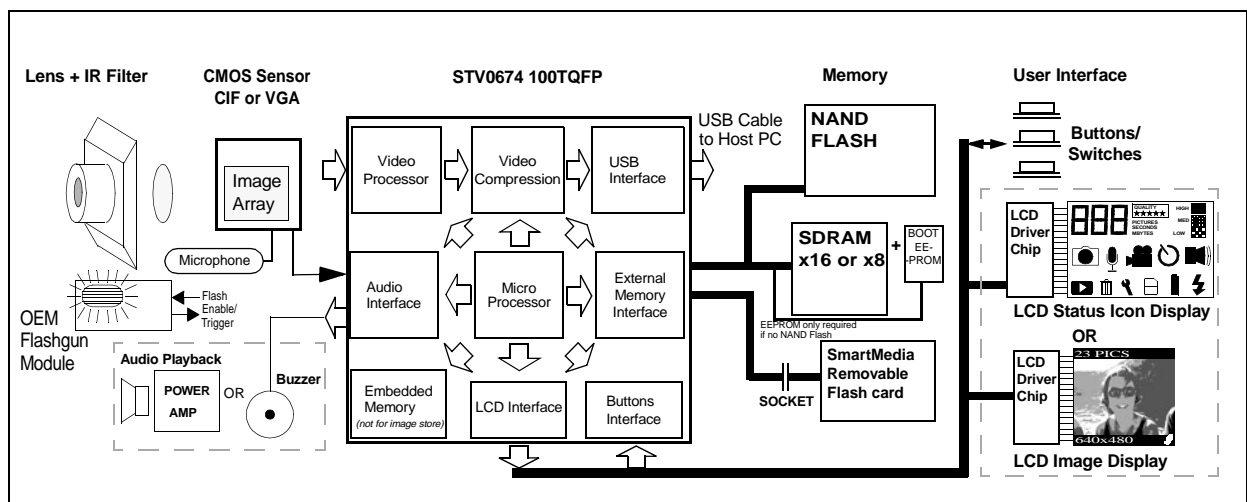 Lens + IR Filter
CMOS Sensor
CIF or VGA
STV0674 100TQFP
Memory
User Interface
Image
Array
Microphone
OEM
Flashgun
Module
Flash
Enable/
Trigger
Audio Playback
POWER
AMP
OR
Buzzer
Video
Processor
Video
Compression
USB
Interface
Audio
Interface
Micro
Processor
External
Memory
Interface
Embedded
Memory
(not for image store)
LCD Interface
Buttons
Interface
USB Cable
to Host PC
NAND
FLASH
SDRAM
x16 or x8
+
BOOT
EE-
-PROM
EEPROM only required
if no NAND Flash
SOCKET
SmartMedia
Removable
Flash card
Buttons/
Switches
LCD
Driver
Chip
888
QUALITY
★★★★★
PICTURES
SECONDS
MBYTES
HIGH
MED
LOW
LCD Status Icon Display
OR
LCD
Driver
Chip
23 PICS
640x480
LCD Image Display